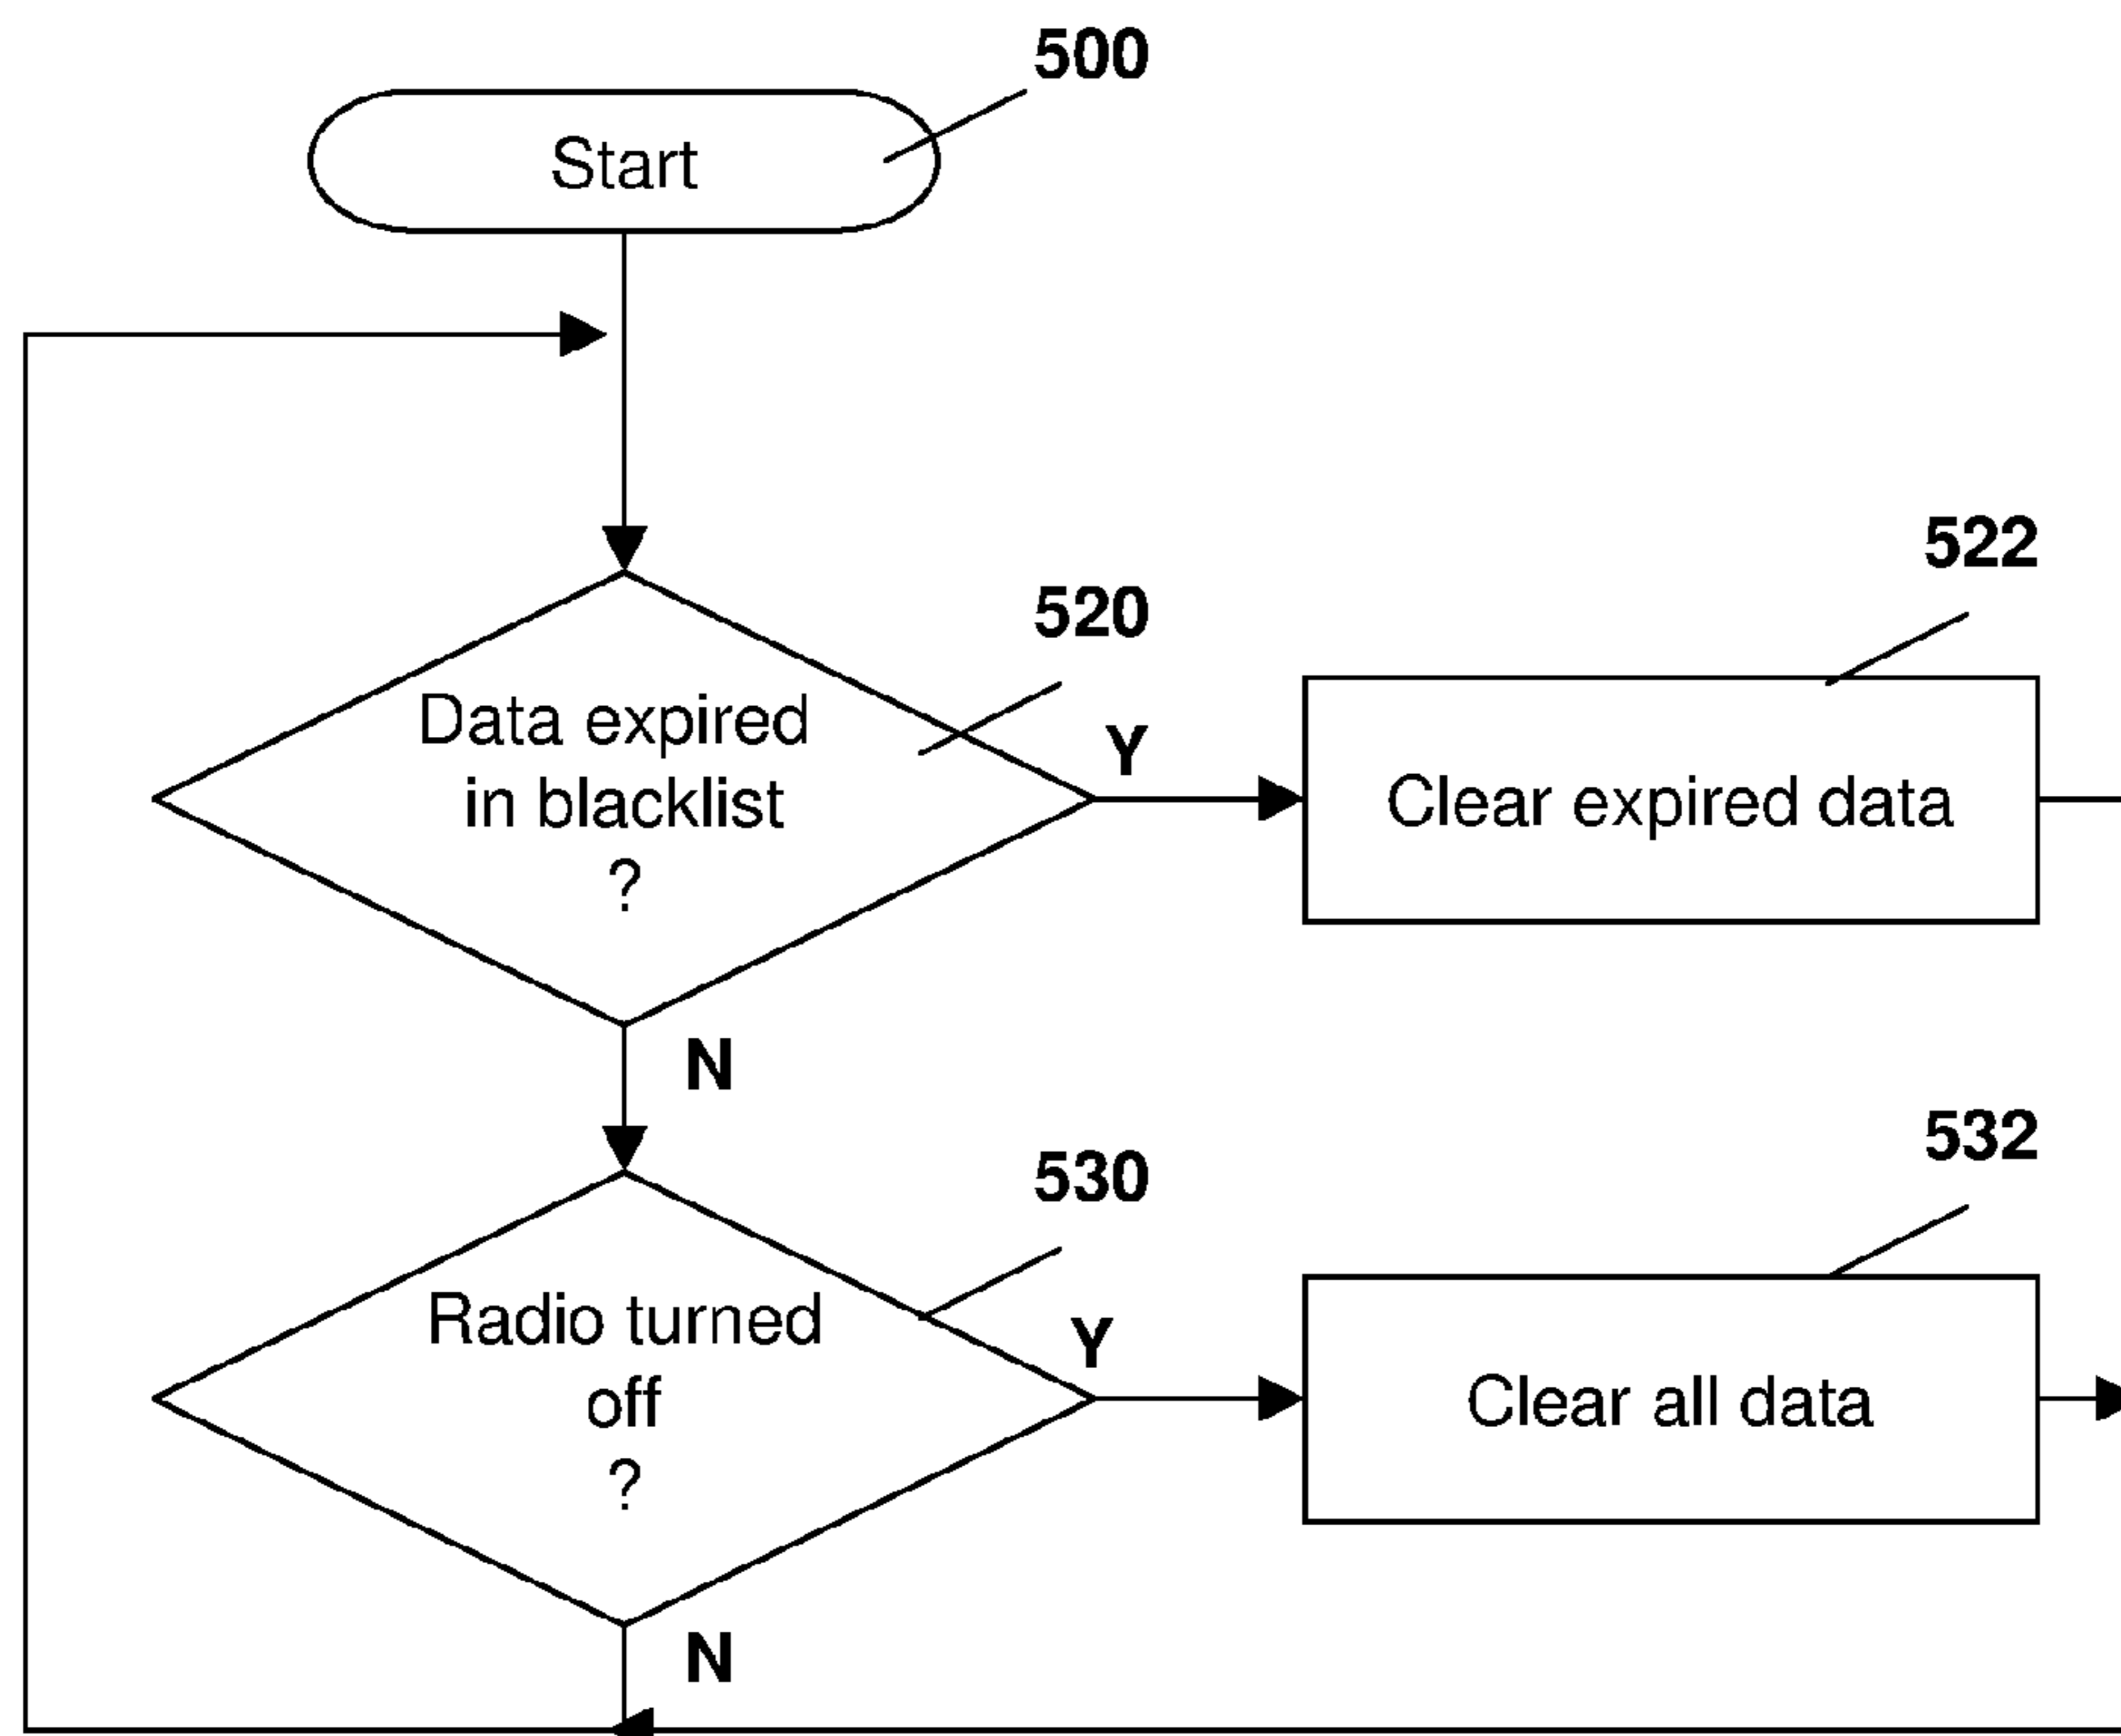 500
Start
522
520
Data expired
in blacklist
?
Y
Clear expired data
N
532
530
Radio turned
off
?
Y
Clear all data
N